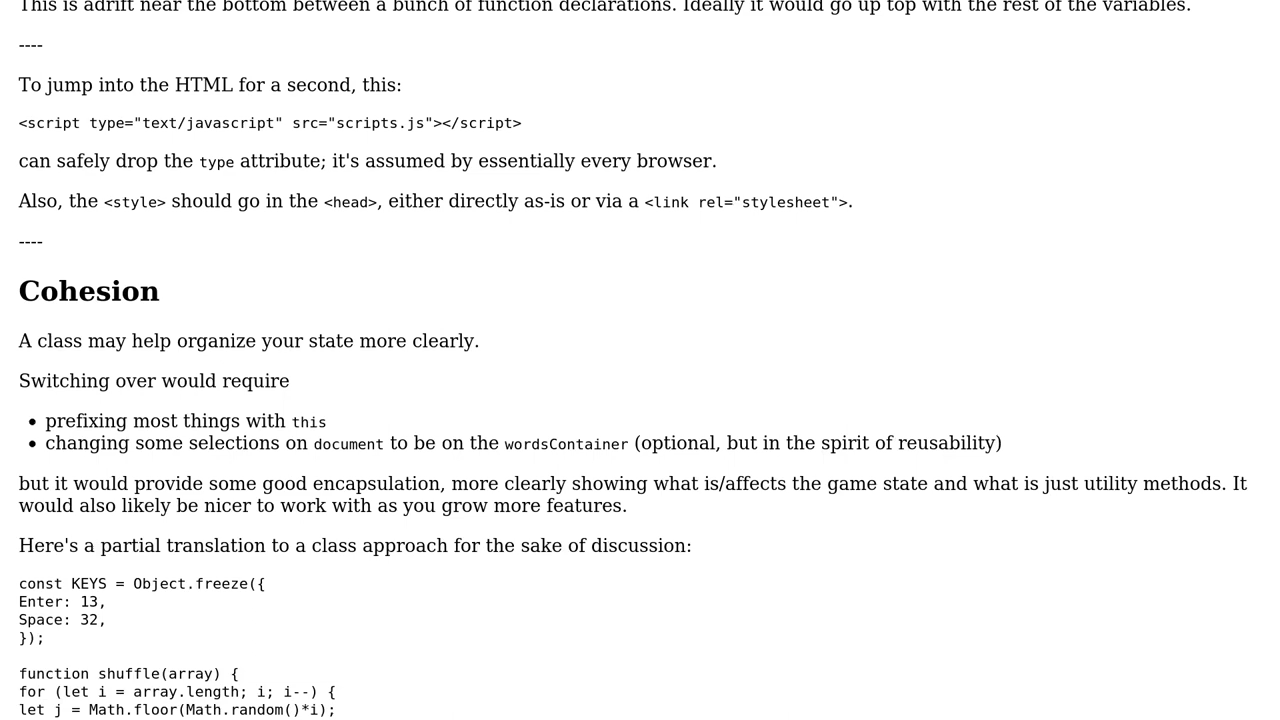 This is adrift near the bottom between a bunch of function declarations. Ideally it would go up top with the rest of the variables.
----
To jump into the HTML for a second, this:
<script type="text/javascript" src="scripts.js"></script>
can safely drop the type attribute; it's assumed by essentially every browser.
Also, the <style> should go in the <head>, either directly as-is or via a <link rel="stylesheet">.
----
Cohesion
A class may help organize your state more clearly.
Switching over would require
• prefixing most things with this
• changing some selections on document to be on the wordsContainer (optional, but in the spirit of reusability)
but it would provide some good encapsulation, more clearly showing what is/affects the game state and what is just utility methods. It
would also likely be nicer to work with as you grow more features.
Here's a partial translation to a class approach for the sake of discussion:
const KEYS = Object.freeze({
Enter: 13,
Space: 32,
});
function shuffle(array) {
for (let i = array.length; i; i--) {
let j = Math.floor(Math.random()*i);